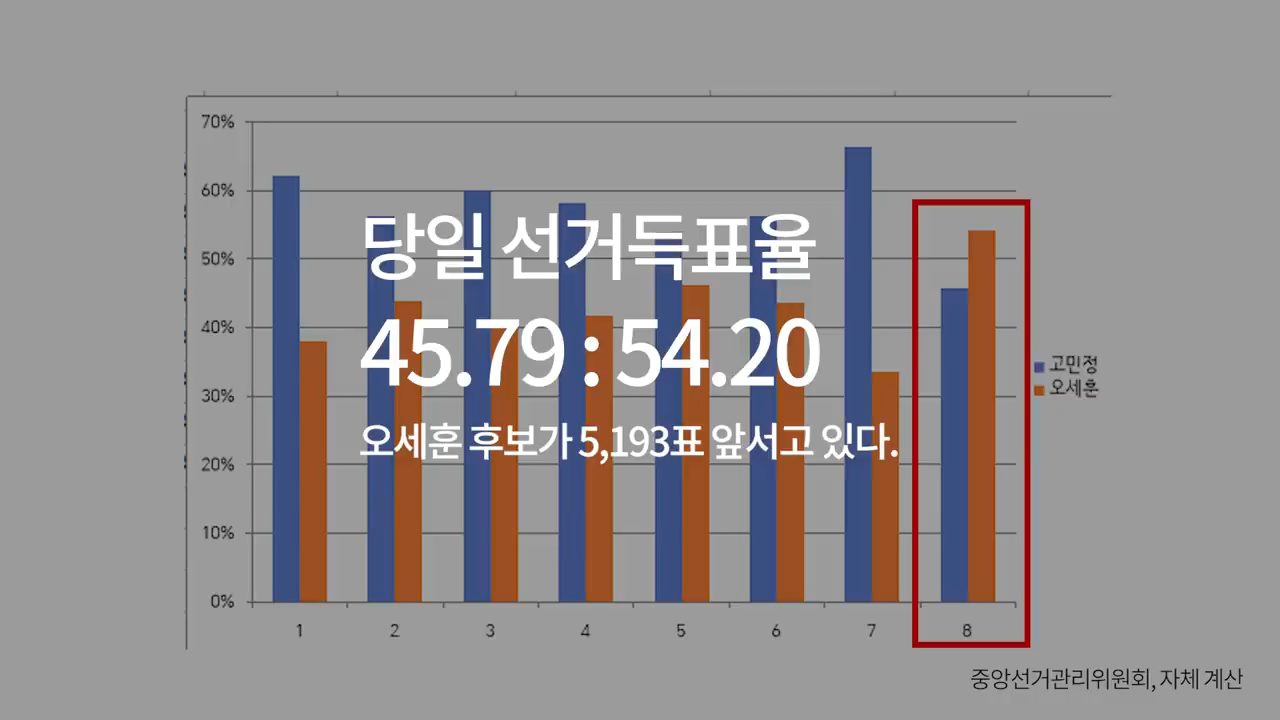 당일 선거득표율
45.79 : 54.20
오세훈 후보가 5,193표 앞서고 있다.
70%
60%
50%
40%
30%
20%
10%
0%
1 2 3 4 5 6 7 8
고민정
오세훈
중앙선거관리위원회, 자체 계산